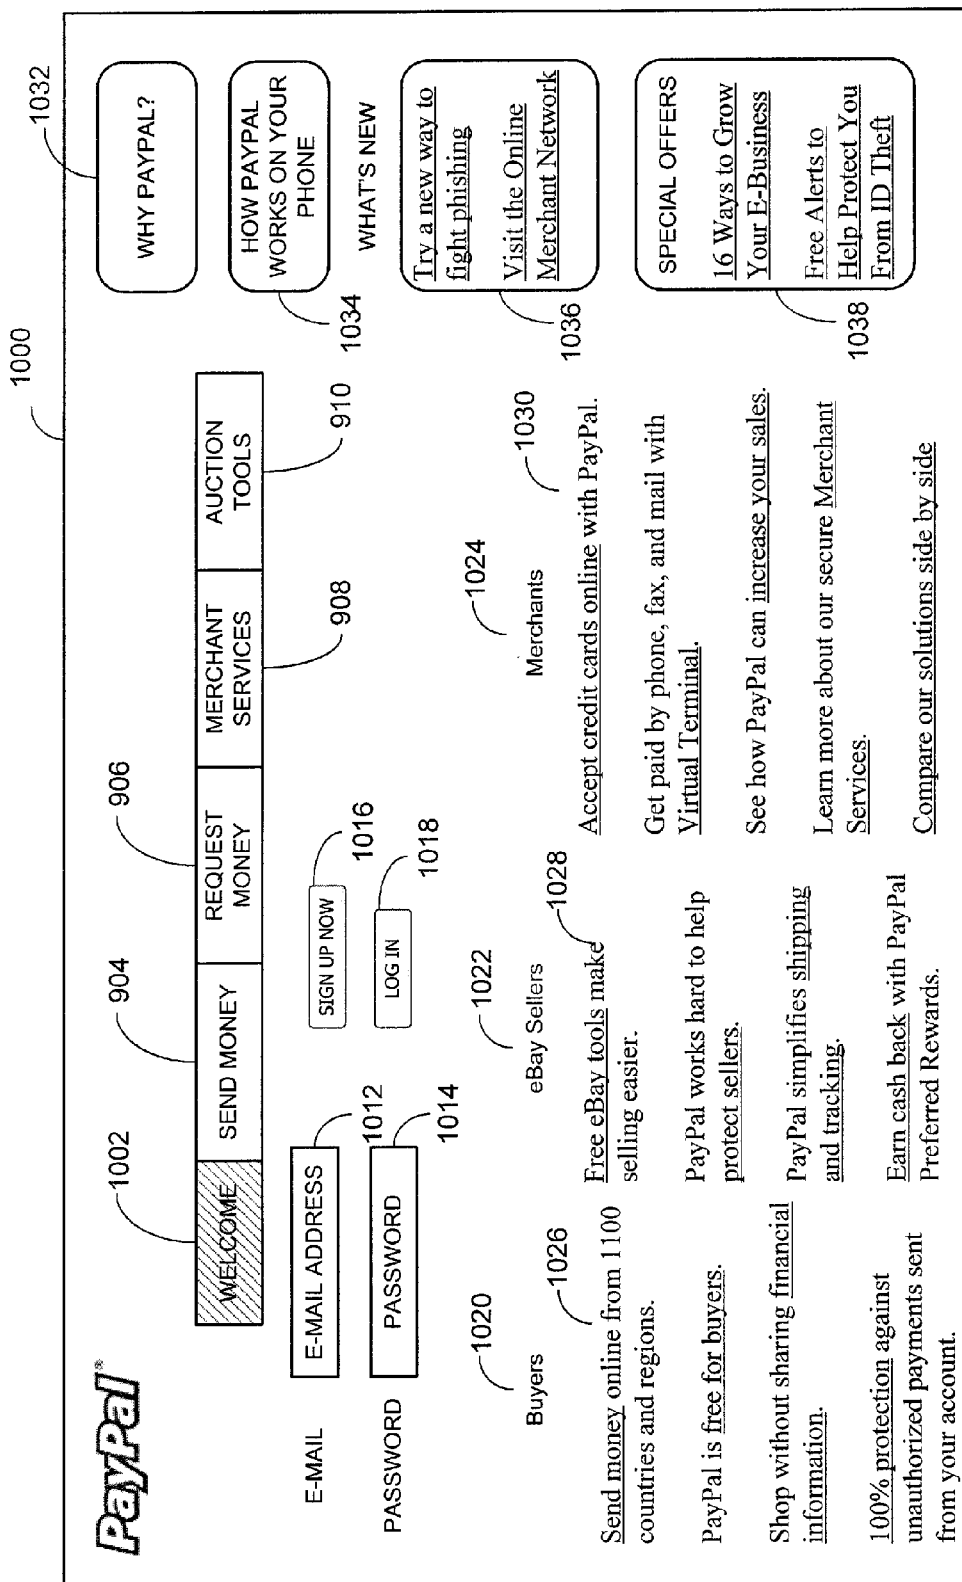 1000
PayPal®
1002
904
906
WELCOME
SEND MONEY
REQUEST
MONEY
MERCHANT
SERVICES
AUCTION
TOOLS
908
910
E-MAIL
E-MAIL ADDRESS
1012
SIGN UP NOW
1016
PASSWORD
PASSWORD
1014
LOG IN
1018
1020
Buyers
1026
Send money online from 1100
countries and regions.
PayPal is free for buyers.
Shop without sharing financial
information.
100% protection against
unauthorized payments sent
from your account.
1022
eBay Sellers
1028
Free eBay tools make
selling easier.
PayPal works hard to help
protect sellers.
PayPal simplifies shipping
and tracking.
Earn cash back with PayPal
Preferred Rewards.
1024
Merchants
1030
Accept credit cards online with PayPal.
Get paid by phone, fax, and mail with
Virtual Terminal.
See how PayPal can increase your sales.
Learn more about our secure Merchant
Services.
Compare our solutions side by side
1032
WHY PAYPAL?
HOW PAYPAL
WORKS ON YOUR
PHONE
1034
WHAT'S NEW
Try a new way to
fight phishing
Visit the Online
Merchant Network
1036
SPECIAL OFFERS
16 Ways to Grow
Your E-Business
Free Alerts to
Help Protect You
From ID Theft
1038